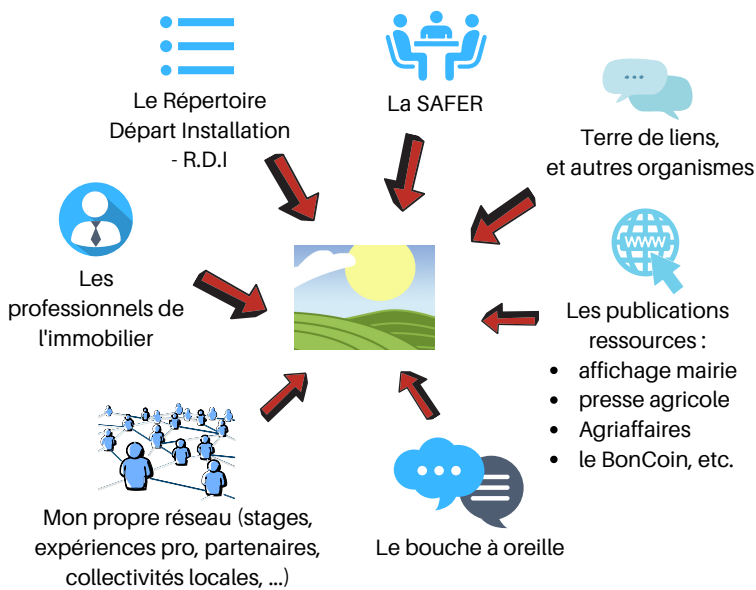 Le Répertoire
Départ Installation
- R.D.I
La SAFER
Terre de liens,
et autres organismes
Les
professionnels de
l'immobilier
www
Les publications
ressources :
• affichage mairie
• presse agricole
• Agriaffaires
• le BonCoin, etc.
Mon propre réseau (stages,
expériences pro, partenaires,
collectivités locales, ...)
Le bouche à oreille